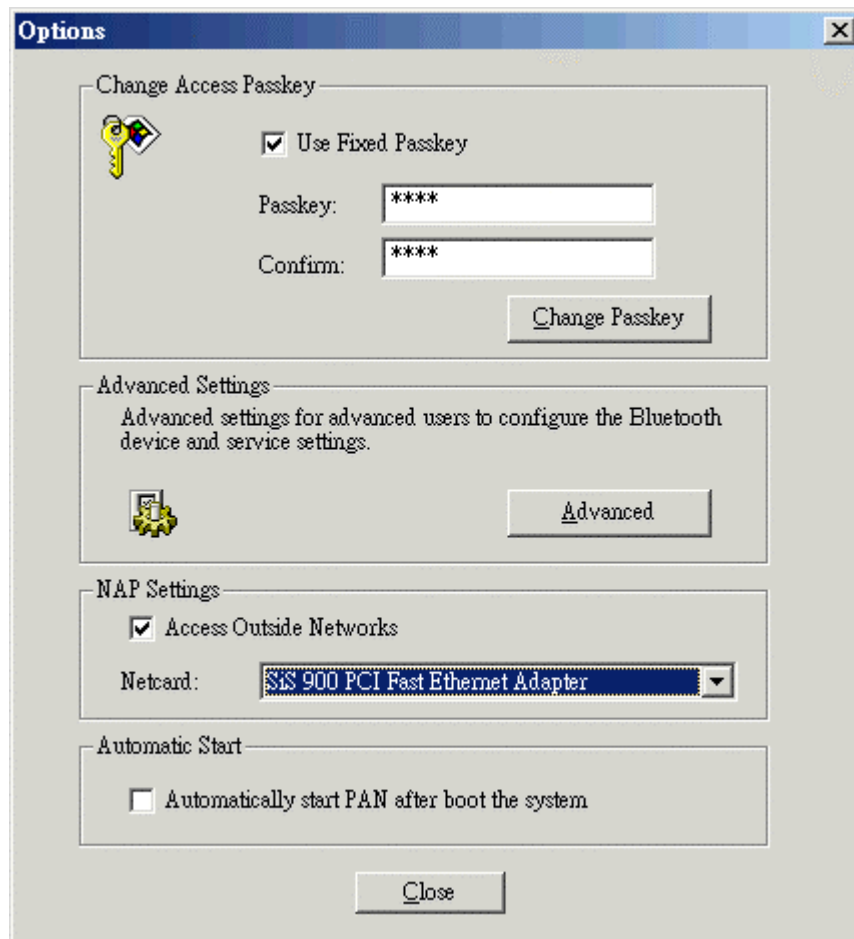 Options
Change Access Passkey
Use Fixed Passkey
Passkey: ****
Confirm: ****
Change Passkey
Advanced Settings
Advanced settings for advanced users to configure the Bluetooth
device and service settings.
Advanced
NAP Settings
Access Outside Networks
Netcard: SiS 900 PCI Fast Ethernet Adapter
Automatic Start
Automatically start PAN after boot the system
Close